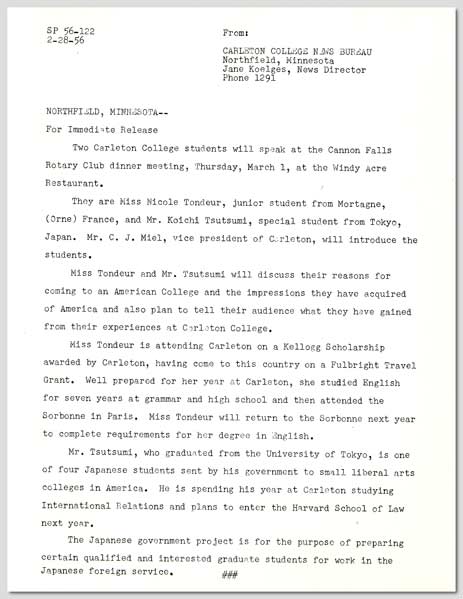 SP 56-122
2-28-56
From:
CARLETON COLLEGE NEWS BUREAU
Northfield, Minnesota
Jane Koelges, News Director
Phone 1291
NORTHFIELD, MINNESOTA--
For Immediate Release
Two Carleton College students will speak at the Cannon Falls
Rotary Club dinner meeting, Thursday, March 1, at the Windy Acre
Restaurant.
They are Miss Nicole Tondeur, junior student from Mortagne,
(Orne) France, and Mr. Koichi Tsutsumi, special student from Tokyo,
Japan. Mr. C. J. Miel, vice president of Carleton, will introduce the
students.
Miss Tondeur and Mr. Tsutsumi will discuss their reasons for
coming to an American College and the impressions they have acquired
of America and also plan to tell their audience what they have gained
from their experiences at Carleton College.
Miss Tondeur is attending Carleton on a Kellogg Scholarship
awarded by Carleton, having come to this country on a Fulbright Travel
Grant. Well prepared for her year at Carleton, she studied English
for seven years at grammar and high school and then attended the
Sorbonne in Paris. Miss Tondeur will return to the Sorbonne next year
to complete requirements for her degree in English.
Mr. Tsutsumi, who graduated from the University of Tokyo, is one
of four Japanese students sent by his government to small liberal arts
colleges in America. He is spending his year at Carleton studying
International Relations and plans to enter the Harvard School of Law
next year.
The Japanese government project is for the purpose of preparing
certain qualified and interested graduate students for work in the
Japanese foreign service.
###